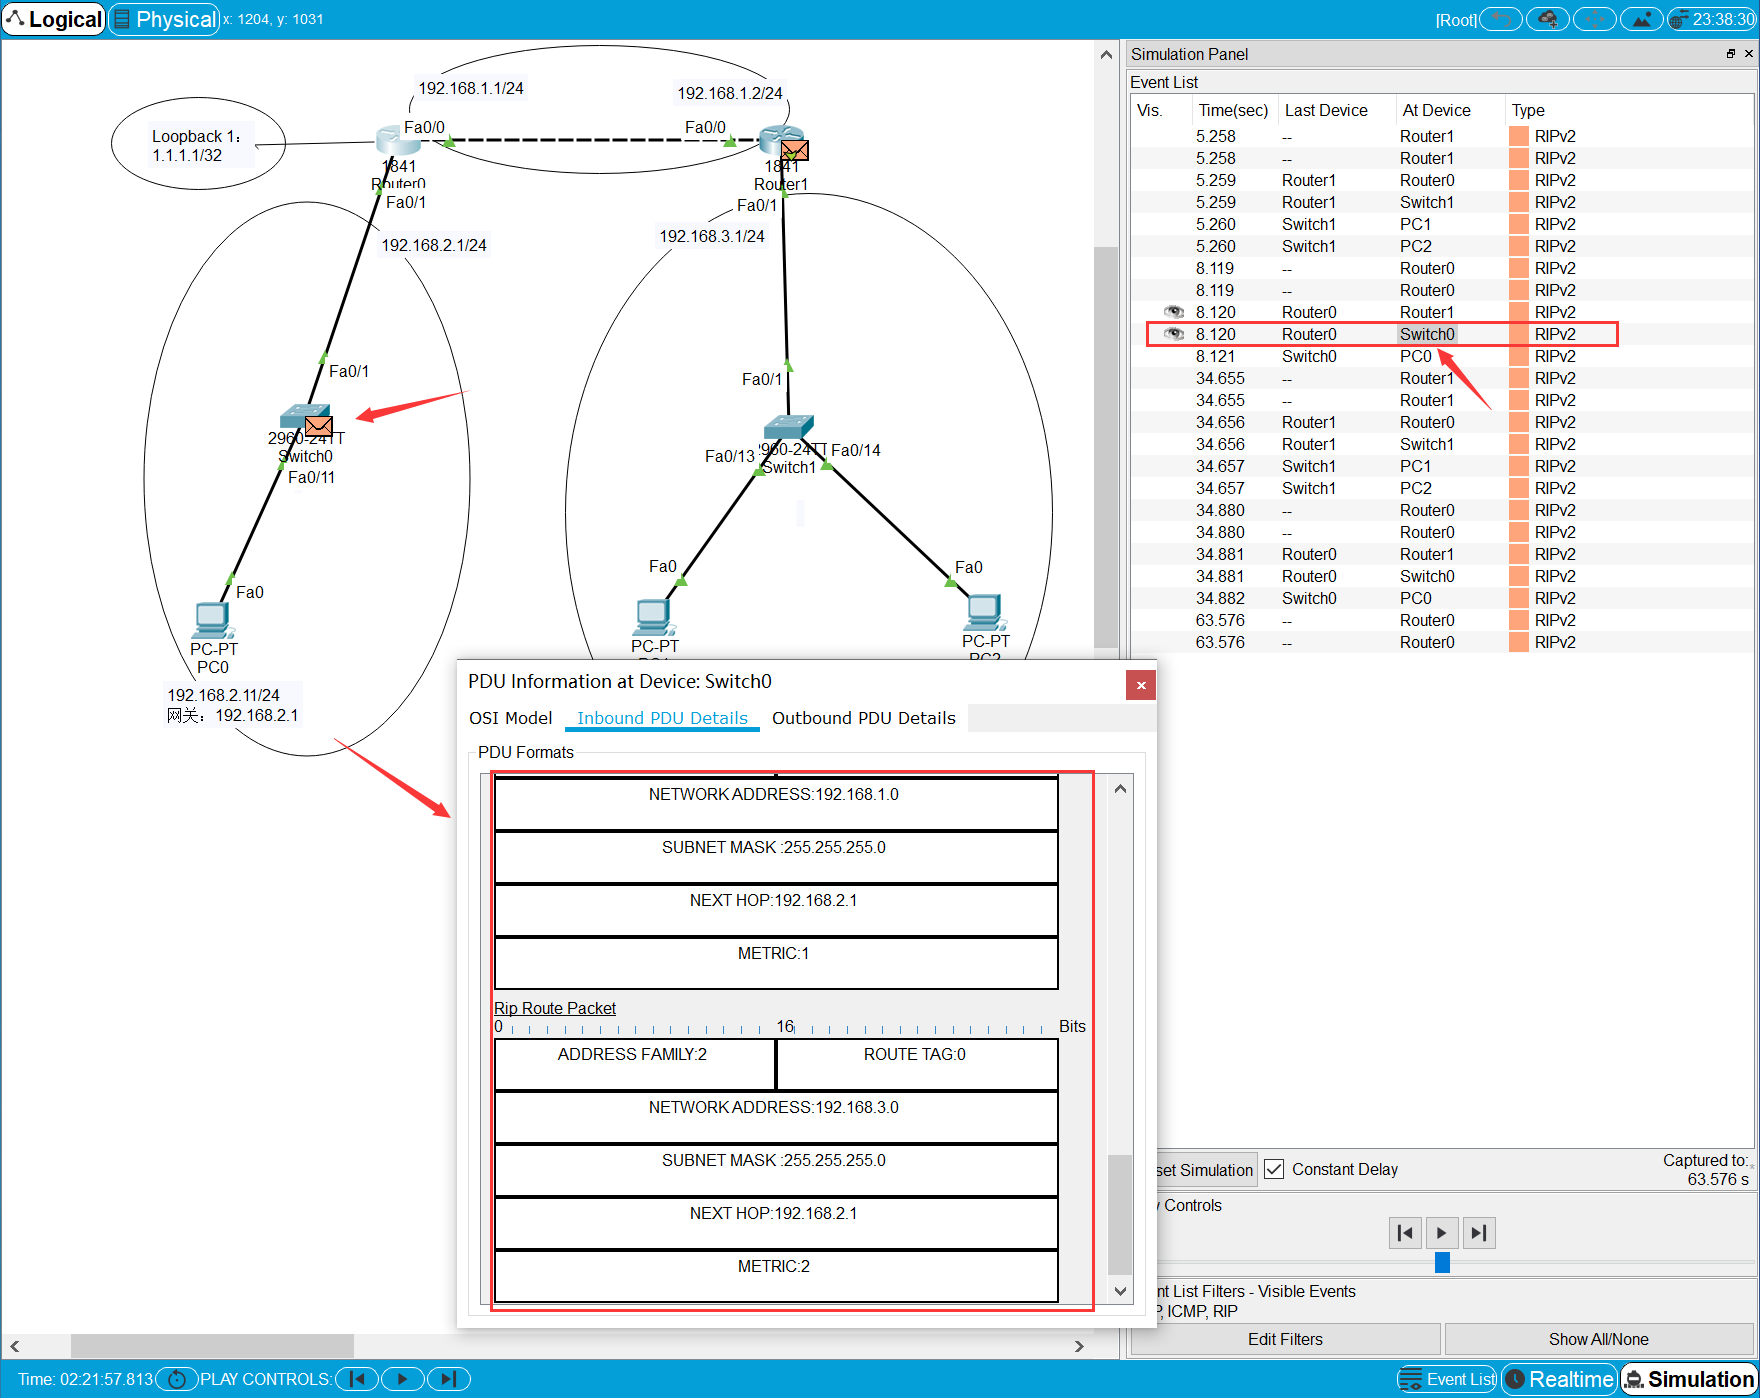 Logical
Physical
x: 1204, y: 1031
[Root]
23:38:30
192.168.1.1/24
192.168.1.2/24
Loopback 1:
1.1.1.1/32
Fa0/0
Fa0/0
1841
Router0
Fa0/1
1841
Router1
Fa0/1
192.168.2.1/24
192.168.3.1/24
Fa0/1
2960-24TT
Switch0
Fa0/11
Fa0/1
2960-24TT
Switch1
Fa0/13
Fa0/14
Fa0
Fa0
Fa0
PC-PT
PC0
PC-PT
PC-PT
PC2
192.168.2.11/24
网关：192.168.2.1
Simulation Panel
Event List
Vis. Time(sec) Last Device At Device Type
5.258 -- Router1 RIPv2
5.258 -- Router1 RIPv2
5.259 Router1 Router0 RIPv2
5.259 Router1 Switch1 RIPv2
5.260 Switch1 PC1 RIPv2
5.260 Switch1 PC2 RIPv2
8.119 -- Router0 RIPv2
8.119 -- Router0 RIPv2
8.120 Router0 Router1 RIPv2
8.120 Router0 Switch0 RIPv2
8.121 Switch0 PC0 RIPv2
34.655 -- Router1 RIPv2
34.655 -- Router1 RIPv2
34.656 Router1 Router0 RIPv2
34.656 Router1 Switch1 RIPv2
34.657 Switch1 PC1 RIPv2
34.657 Switch1 PC2 RIPv2
34.880 -- Router0 RIPv2
34.880 -- Router0 RIPv2
34.881 Router0 Router1 RIPv2
34.881 Router0 Switch0 RIPv2
34.882 Switch0 PC0 RIPv2
63.576 -- Router0 RIPv2
63.576 -- Router0 RIPv2
PDU Information at Device: Switch0
OSI Model Inbound PDU Details Outbound PDU Details
PDU Formats
NETWORK ADDRESS:192.168.1.0
SUBNET MASK :255.255.255.0
NEXT HOP:192.168.2.1
METRIC:1
Rip Route Packet
0 16 Bits
ADDRESS FAMILY:2 ROUTE TAG:0
NETWORK ADDRESS:192.168.3.0
SUBNET MASK :255.255.255.0
NEXT HOP:192.168.2.1
METRIC:2
set Simulation
Constant Delay
Captured to:
63.576 s
Controls
nt List Filters - Visible Events
P, ICMP, RIP
Edit Filters
Show All/None
Time: 02:21:57.813
PLAY CONTROLS:
Event List
Realtime
Simulation